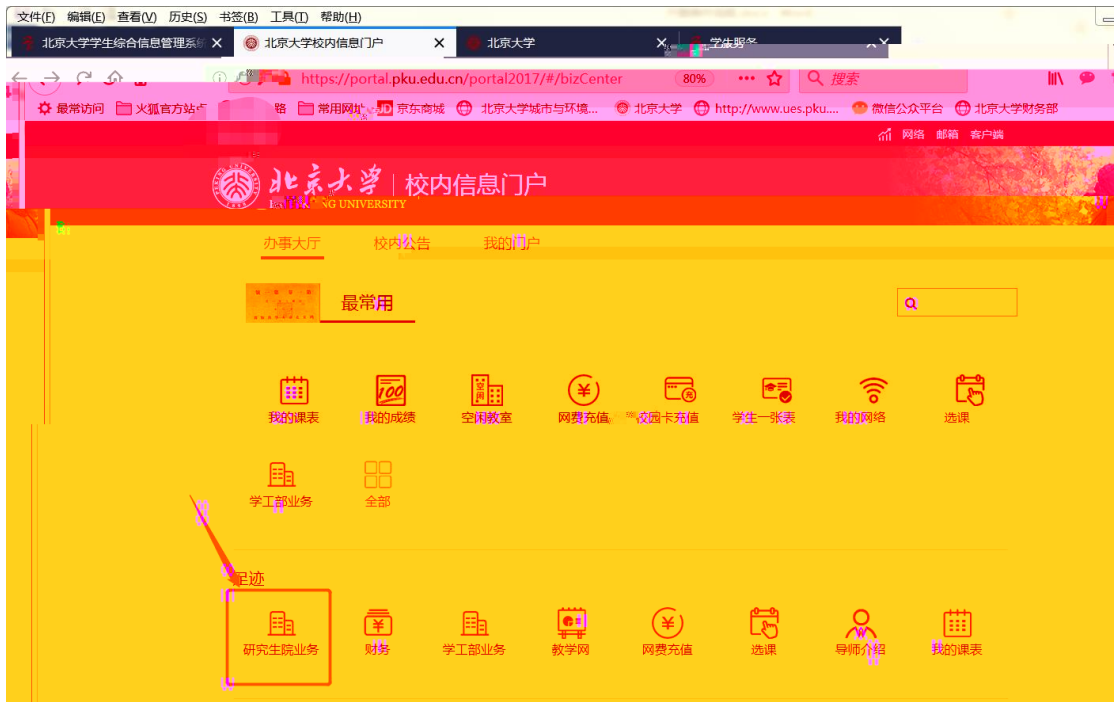 文件(F) 编辑(E) 查看(V) 历史(S) 书签(B) 工具(T) 帮助(H)
北京大学学生综合信息管理系统 北京大学校内信息门户 北京大学 学生服务
https://portal.pku.edu.cn/portal2017/#/bizCenter 80% 搜索
最常访问 火狐官方站点 路 常用网址 JD 京东商城 北京大学城市与环境... 北京大学 http://www.ues.pku.... 微信公众平台 北京大学财务部
网络 邮箱 客户端
北京大学 校内信息门户
UNIVERSITY
办事大厅 校内公告 我的门户
最常用
我的课表 我的成绩 空闲教室 网费充值 校园卡充值 学生一张表 我的网络 选课
学工部业务 全部
足迹
研究生院业务 财务 学工部业务 教学网 网费充值 选课 导师介绍 我的课表